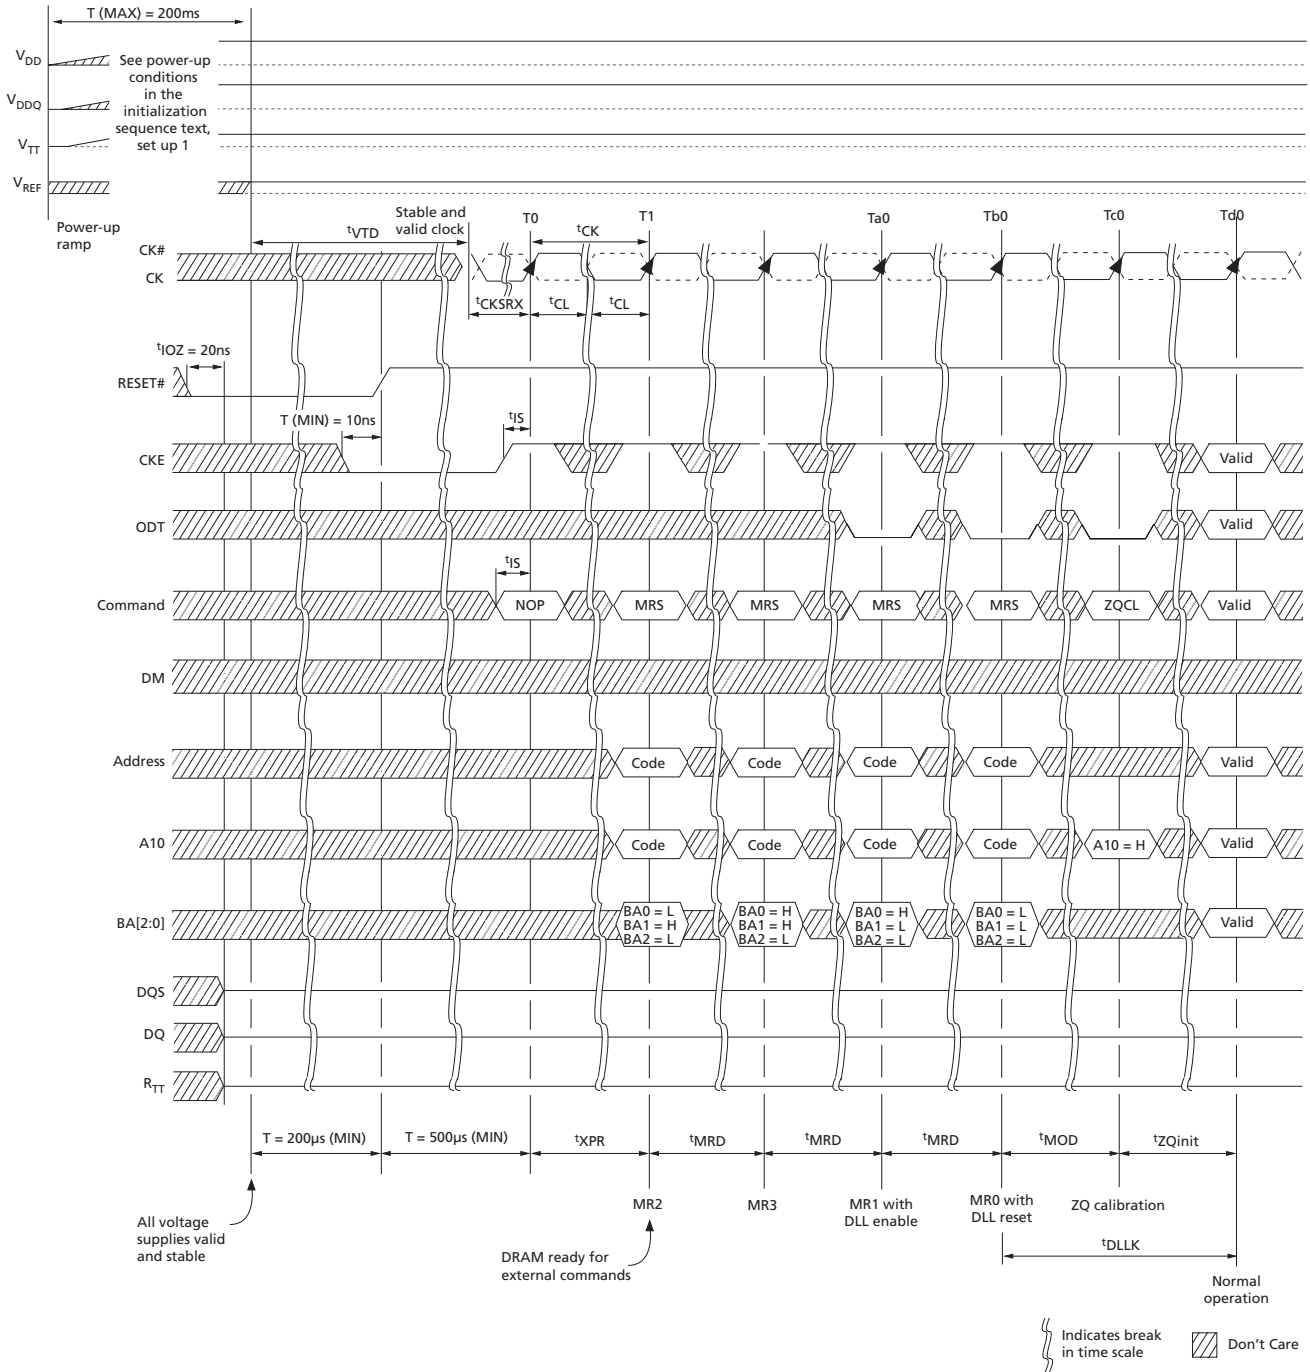 T (MAX) = 200ms
VDD
See power-up
conditions
in the
initialization
sequence text,
set up 1
VDDQ
VTT
VREF
Power-up
ramp
Stable and
valid clock
T0
T1
Ta0
Tb0
Tc0
Td0
tVTD
tCK
CK#
CK
tCKSRX
tCL
tCL
tIOZ = 20ns
RESET#
T (MIN) = 10ns
tIS
CKE
Valid
ODT
Valid
tIS
Command
NOP
MRS
MRS
MRS
MRS
ZQCL
Valid
DM
Address
Code
Code
Code
Code
Valid
A10
Code
Code
Code
Code
A10 = H
Valid
BA[2:0]
BA0 = L
BA1 = H
BA2 = L
BA0 = H
BA1 = H
BA2 = L
BA0 = H
BA1 = L
BA2 = L
BA0 = L
BA1 = L
BA2 = L
Valid
DQS
DQ
RTT
T = 200µs (MIN)
T = 500µs (MIN)
tXPR
tMRD
tMRD
tMRD
tMOD
tZQinit
MR2
MR3
MR1 with
DLL enable
MR0 with
DLL reset
ZQ calibration
All voltage
supplies valid
and stable
DRAM ready for
external commands
tDLLK
Normal
operation
Indicates break
in time scale
Don't Care